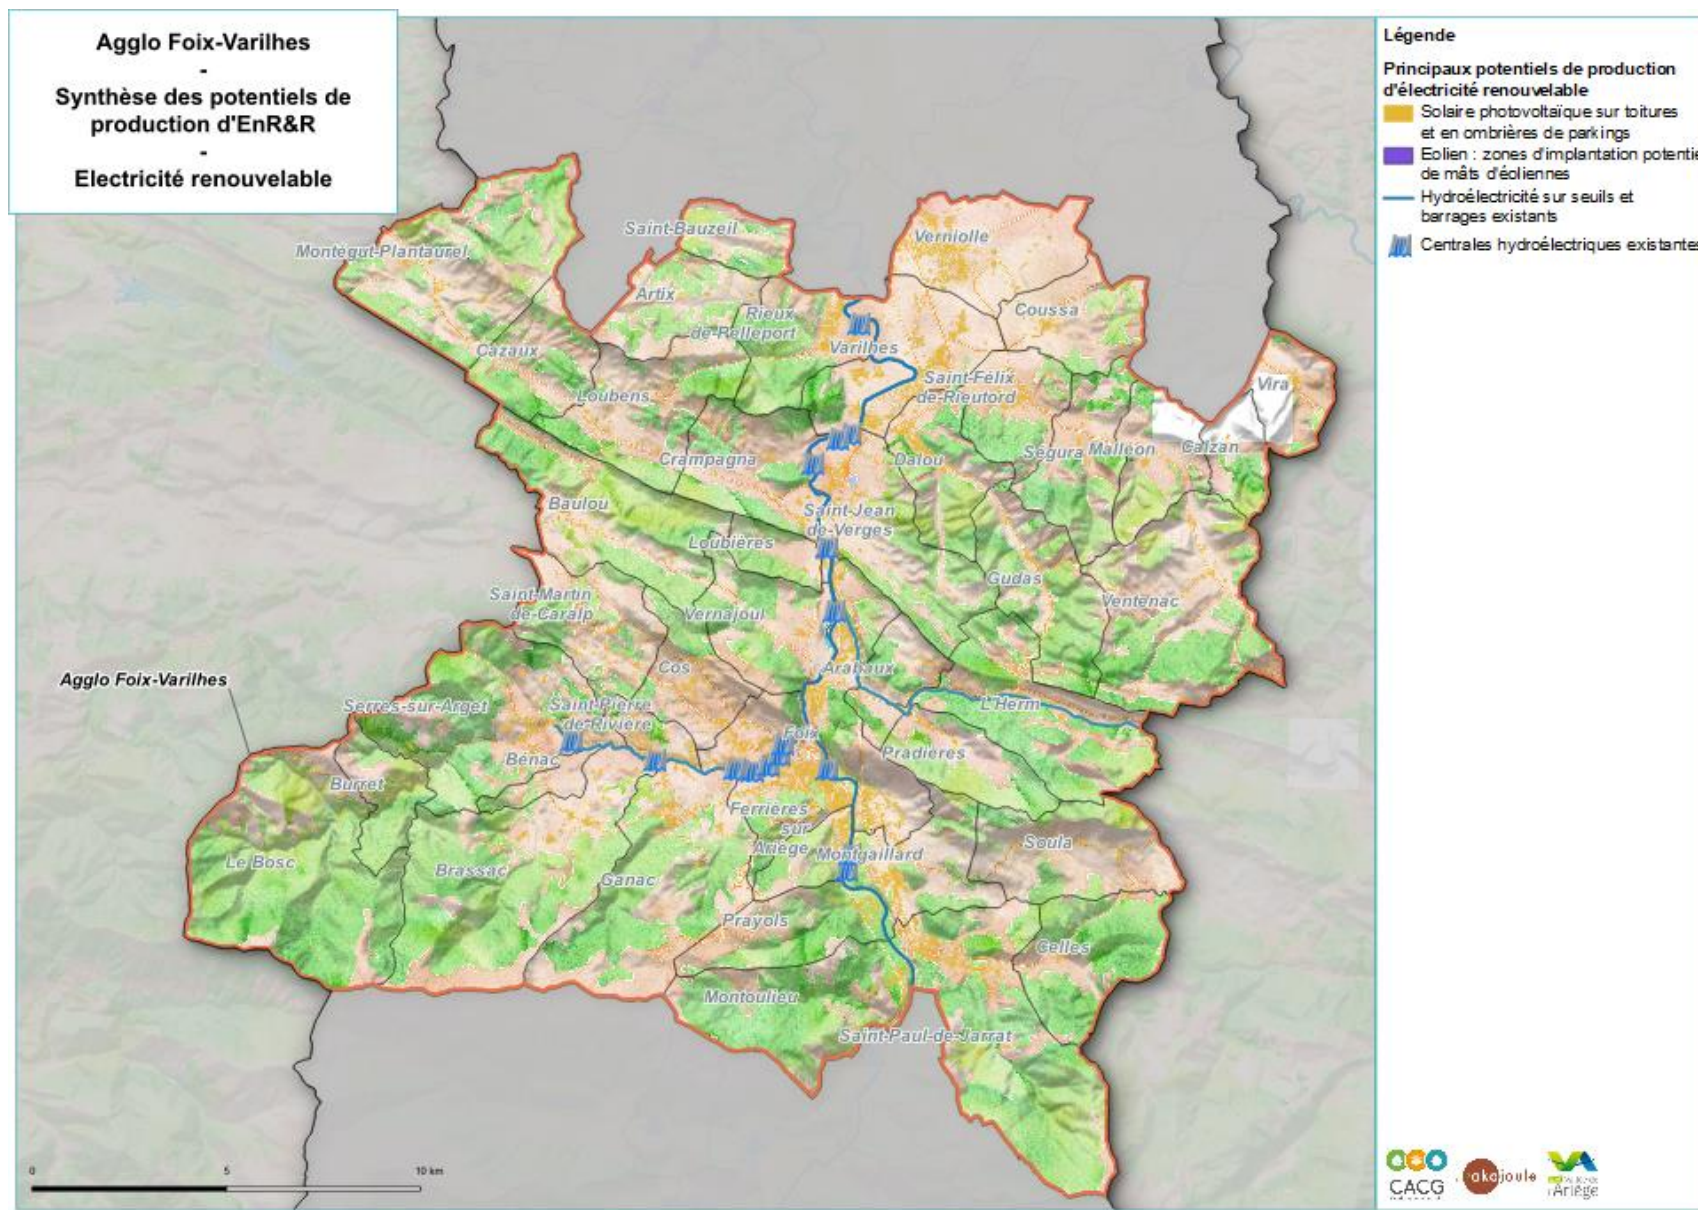 Agglo Foix-Varilhes
-
Synthèse des potentiels de
production d'EnR&R
-
Electricité renouvelable
Légende
Principaux potentiels de production
d'électricité renouvelable
Solaire photovoltaïque sur toitures
et en ombrières de parkings
Eolien : zones d'implantation potentie
de mâts d'éoliennes
Hydroélectricité sur seuils et
barrages existants
Centrales hydroélectriques existantes
Saint-Bauzeil
Verniolle
Montégut-Plantaurel
Artix
Rieux
de-Pelleport
Coussa
Varilhes
Cazaux
Saint-Félix
de-Rieutord
Vira
Loubens
Crampagna
Dalou
Ségura
Malléon
Calzan
Baulou
Saint-Jean
de-Verges
Loubières
Gudas
Ventenac
Saint-Martin
de-Caralp
Vernajoul
Cos
Arabaux
Agglo Foix-Varilhes
Serres-sur-Arget
Saint-Pierre
de-Rivière
L'Herm
Foix
Pradières
Bénac
Burret
Ferrières
sur
Ariège
Montgaillard
Soula
Le Bosc
Brassac
Ganac
Prayols
Celles
Montoulieu
Saint-Paul-de-Jarrat
0
5
10 km
CACG
akajoule
Ariège